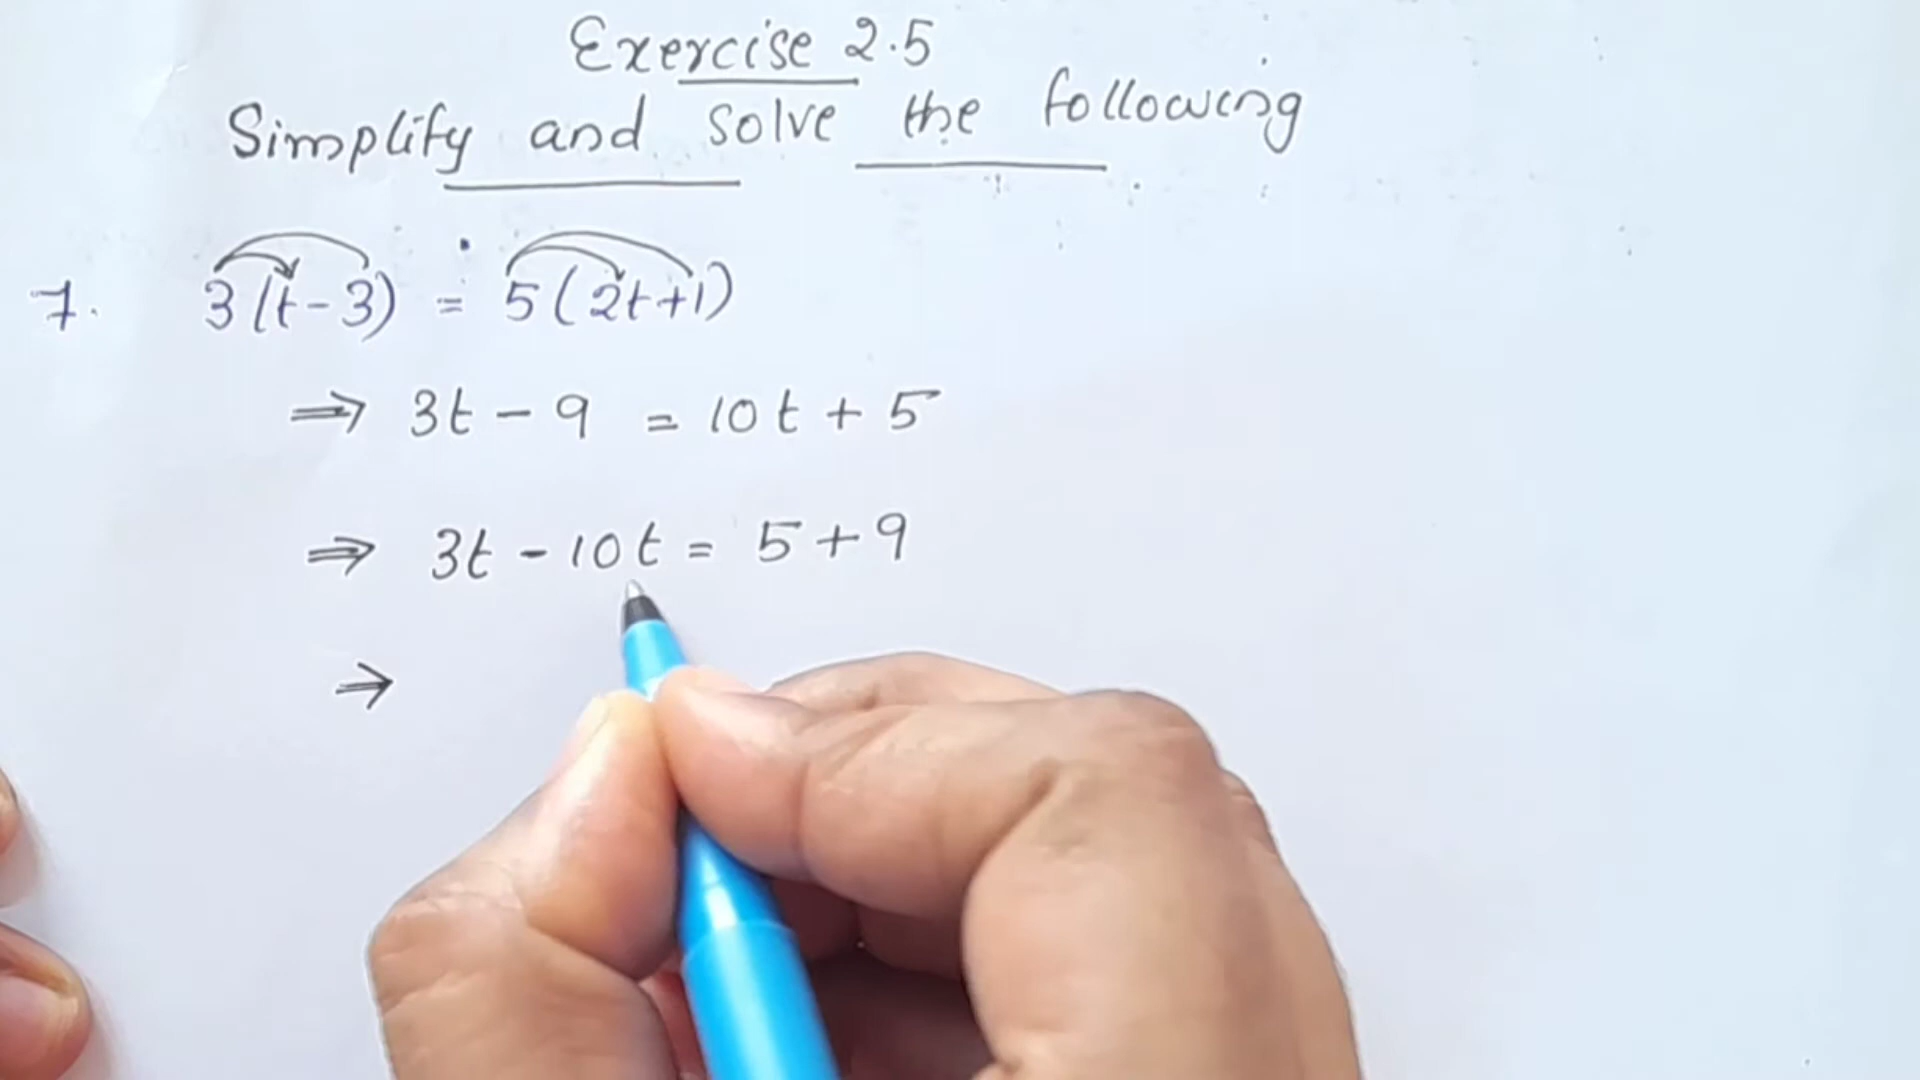 Exercise 2.5
Simplify and solve the following
7. 3(t-3) = 5(2t+1)
⇒ 3t - 9 = 10t + 5
⇒ 3t - 10t = 5 + 9
⇒